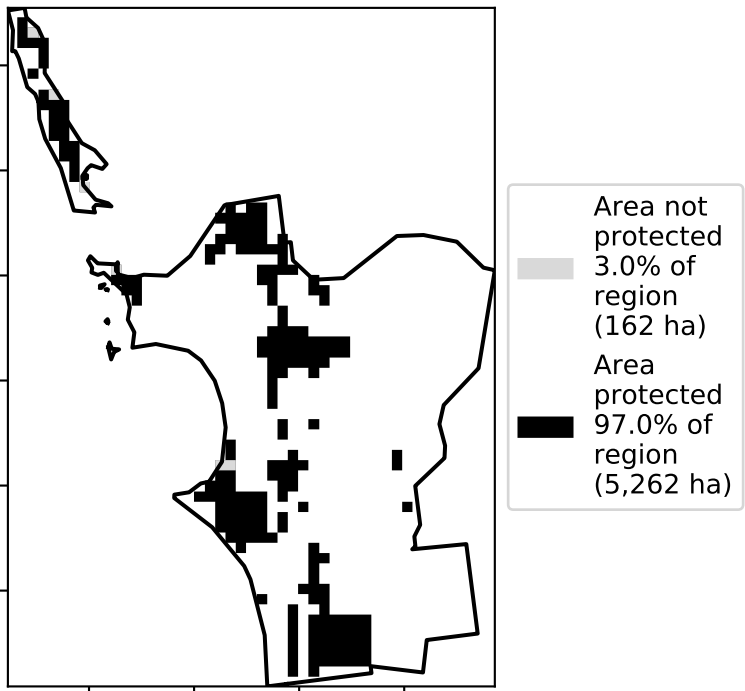 Area not
protected
3.0% of
region
(162 ha)
Area
protected
97.0% of
region
(5,262 ha)